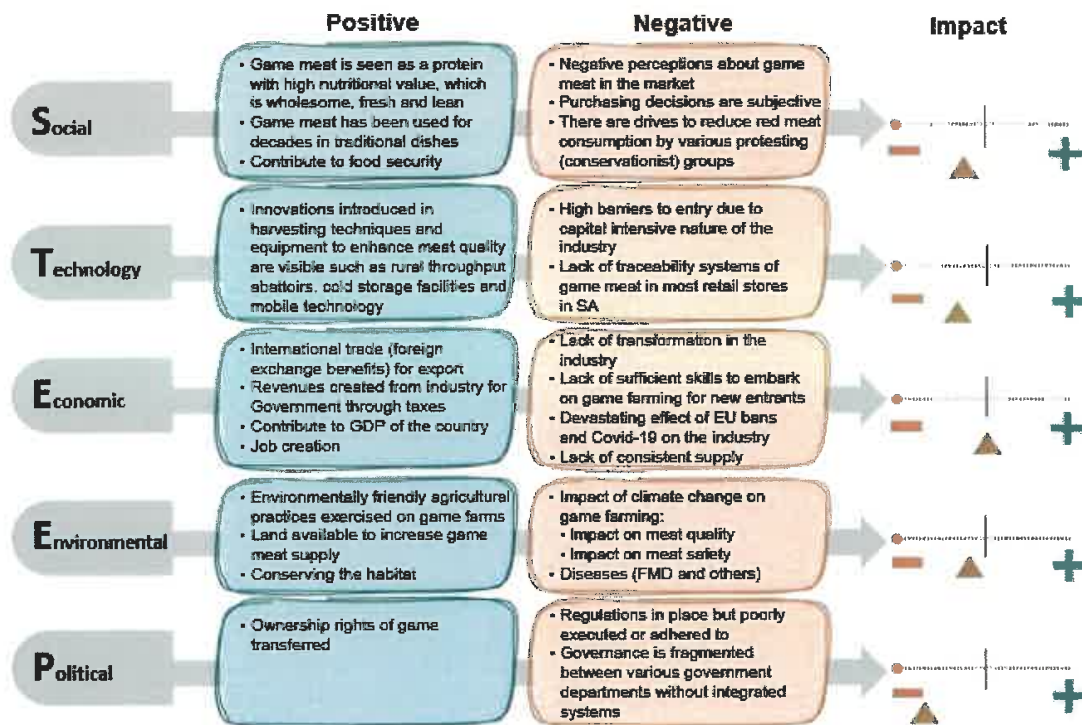 Positive
Negative
Impact
Social
• Game meat is seen as a protein
with high nutritional value, which
is wholesome, fresh and lean
• Game meat has been used for
decades in traditional dishes
• Contribute to food security
• Negative perceptions about game
meat in the market
• Purchasing decisions are subjective
• There are drives to reduce red meat
consumption by various protesting
(conservationist) groups
Technology
• Innovations introduced in
harvesting techniques and
equipment to enhance meat quality
are visible such as rural throughput
abattoirs, cold storage facilities and
mobile technology
• High barriers to entry due to
capital intensive nature of the
industry
• Lack of traceability systems of
game meat in most retail stores
in SA
Economic
• International trade (foreign
exchange benefits) for export
• Revenues created from industry for
Government through taxes
• Contribute to GDP of the country
• Job creation
• Lack of transformation in the
industry
• Lack of sufficient skills to embark
on game farming for new entrants
• Devastating effect of EU bans
and Covid-19 on the industry
• Lack of consistent supply
Environmental
• Environmentally friendly agricultural
practices exercised on game farms
• Land available to increase game
meat supply
• Conserving the habitat
• Impact of climate change on
game farming:
• Impact on meat quality
• Impact on meat safety
• Diseases (FMD and others)
Political
• Ownership rights of game
transferred
• Regulations in place but poorly
executed or adhered to
• Governance is fragmented
between various government
departments without integrated
systems